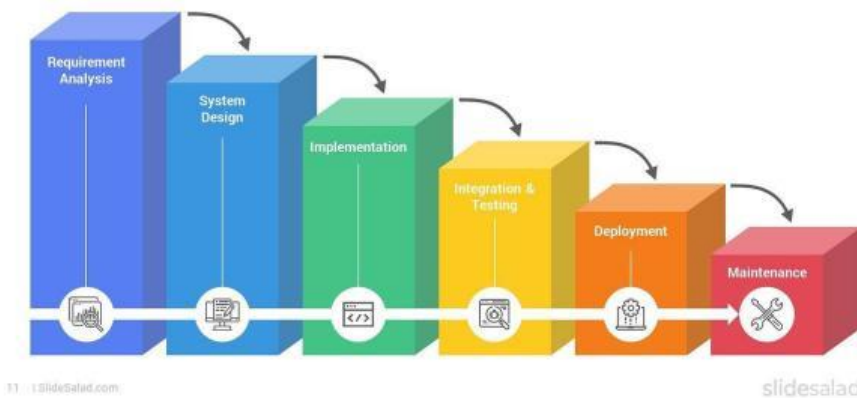 Requirement
Analysis
System
Design
Implementation
Integration &
Testing
Deployment
Maintenance
</>
11 | SlideSalad.com
slidesalad